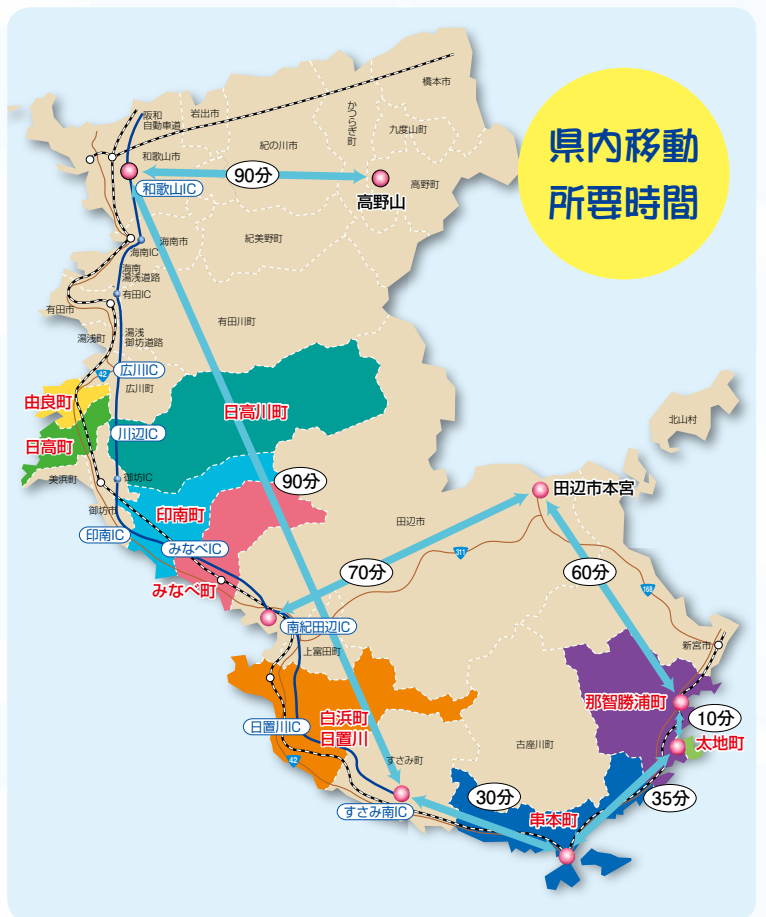 県内移動
所要時間
橋本市
阪和
自動車道
岩出市
かつらぎ町
九度山町
紀の川市
和歌山市
和歌山IC
90分
高野山
高野町
海南市
紀美野町
海南IC
海南
湯浅道路
有田IC
有田市
有田川町
湯浅町
湯浅
御坊道路
42
広川IC
広川町
由良町
日高川町
川辺IC
日高町
北山村
御坊IC
美浜町
90分
田辺市本宮
御坊市
印南町
田辺市
印南IC
みなべIC
311
70分
60分
みなべ町
168
南紀田辺IC
上富田町
新宮市
那智勝浦町
白浜町
日置川
日置川IC
10分
太地町
古座川町
42
すさみ町
30分
35分
すさみ南IC
串本町